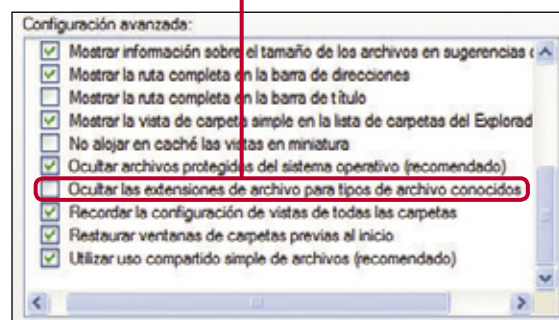 Configuración avanzada:
Mostrar información sobre el tamaño de los archivos en sugerencias
Mostrar la ruta completa en la barra de direcciones
Mostrar la ruta completa en la barra de título
Mostrar la vista de carpeta simple en la lista de carpetas del Explorad
No alojar en caché las vistas en miniatura
Ocultar archivos protegidos del sistema operativo (recomendado)
Ocultar las extensiones de archivo para tipos de archivo conocidos
Recordar la configuración de vistas de todas las carpetas
Restaurar ventanas de carpetas previas al inicio
Utilizar uso compartido simple de archivos (recomendado)